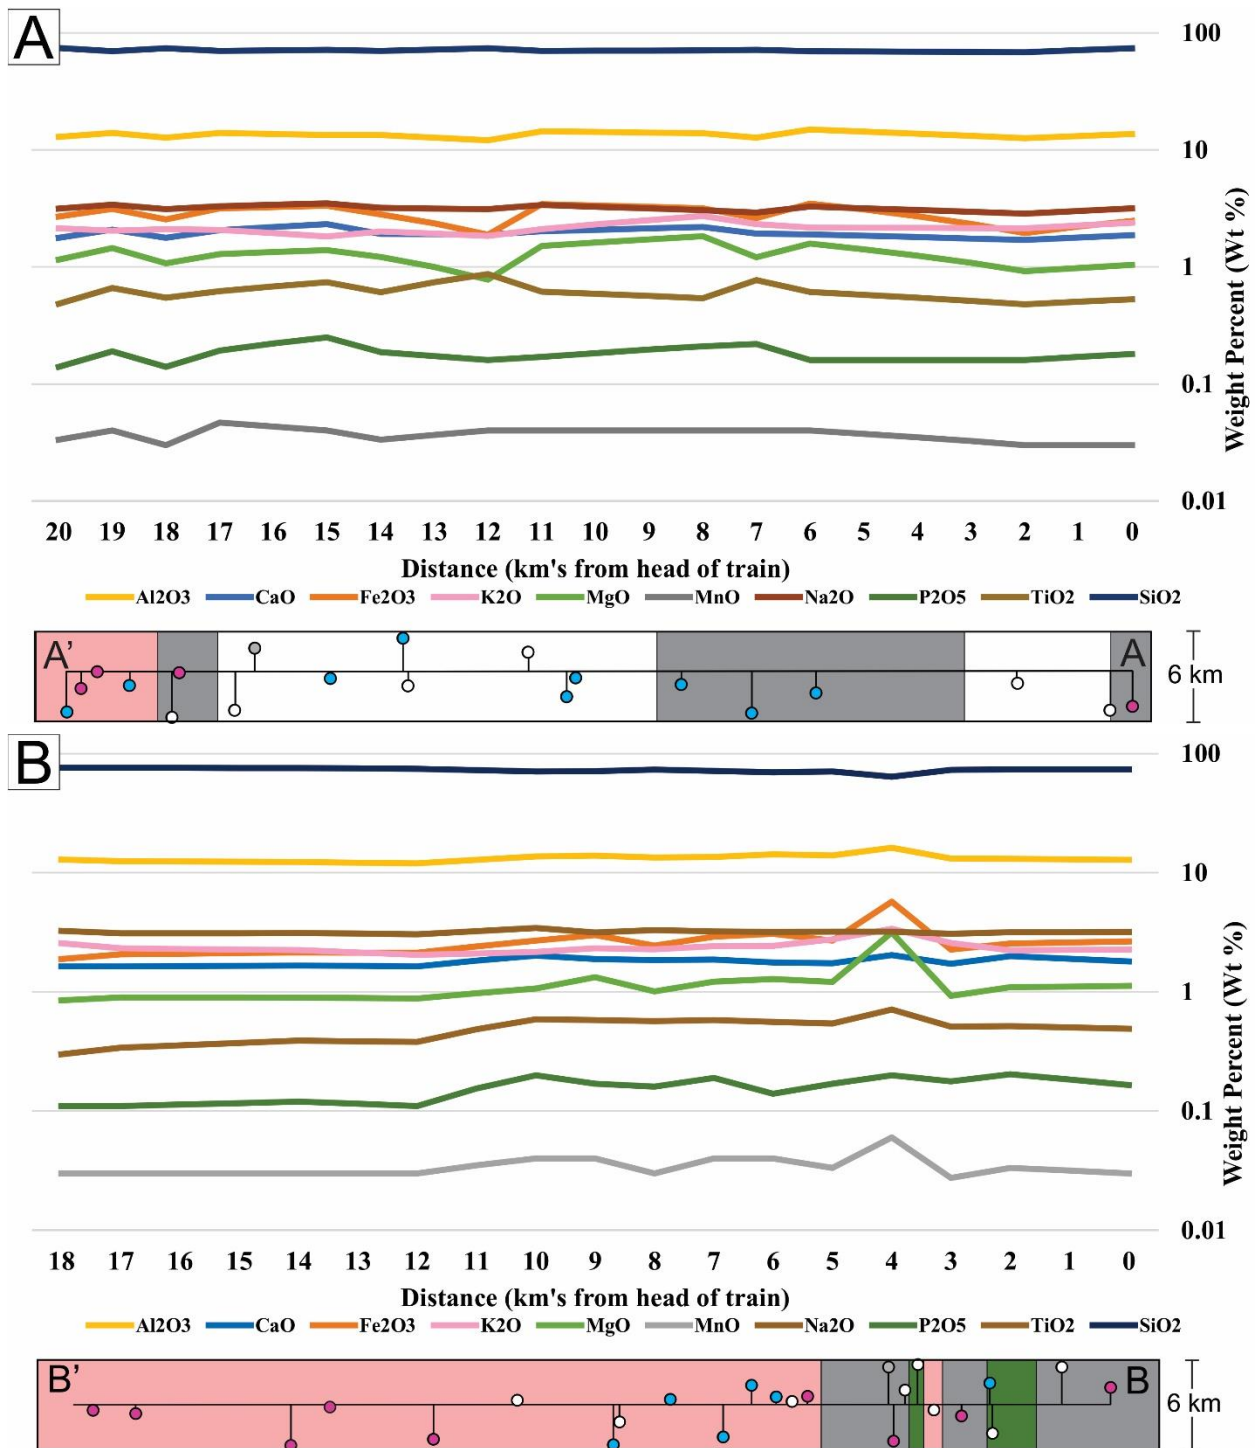 A
100
10
1
0.1
0.01
Weight Percent (Wt %)
20 19 18 17 16 15 14 13 12 11 10 9 8 7 6 5 4 3 2 1 0
Distance (km's from head of train)
Al2O3 CaO Fe2O3 K2O MgO MnO Na2O P2O5 TiO2 SiO2
A’ A
6 km
B
100
10
1
0.1
0.01
Weight Percent (Wt %)
18 17 16 15 14 13 12 11 10 9 8 7 6 5 4 3 2 1 0
Distance (km's from head of train)
Al2O3 CaO Fe2O3 K2O MgO MnO Na2O P2O5 TiO2 SiO2
B’ B
6 km